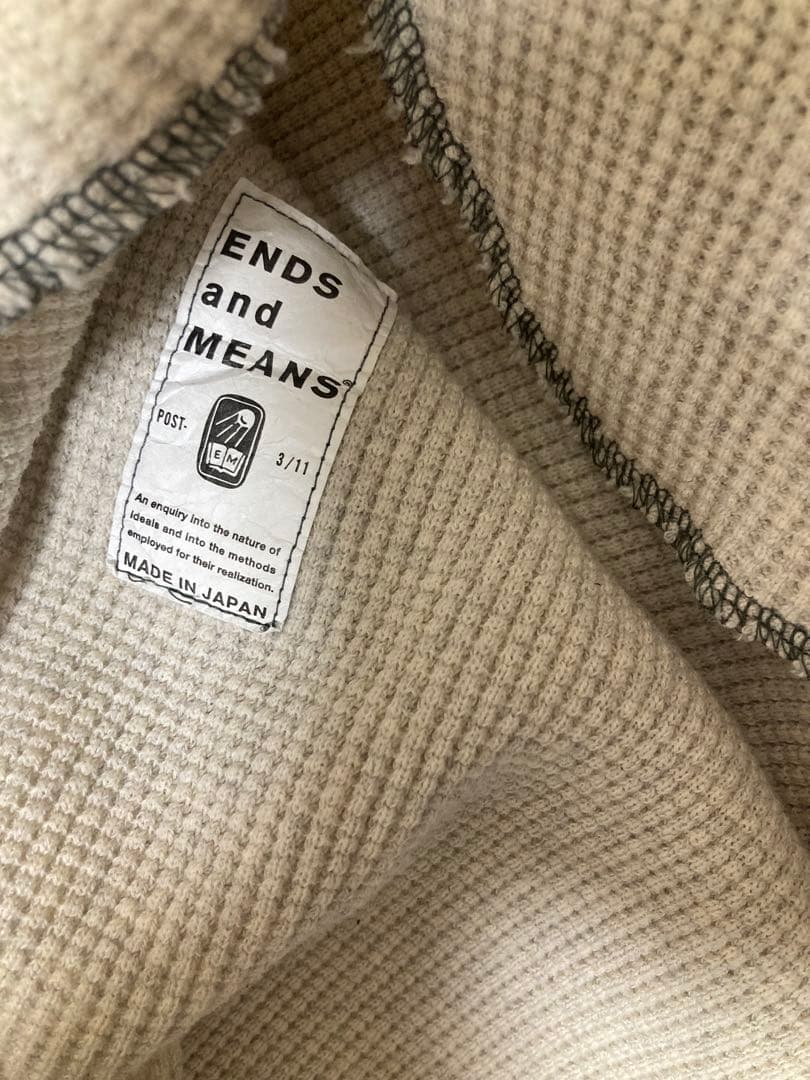 ENDS
and
MEANS®
POST-
E M
3/11
An enquiry into the nature of
ideals and into the methods
employed for their realization.
MADE IN JAPAN